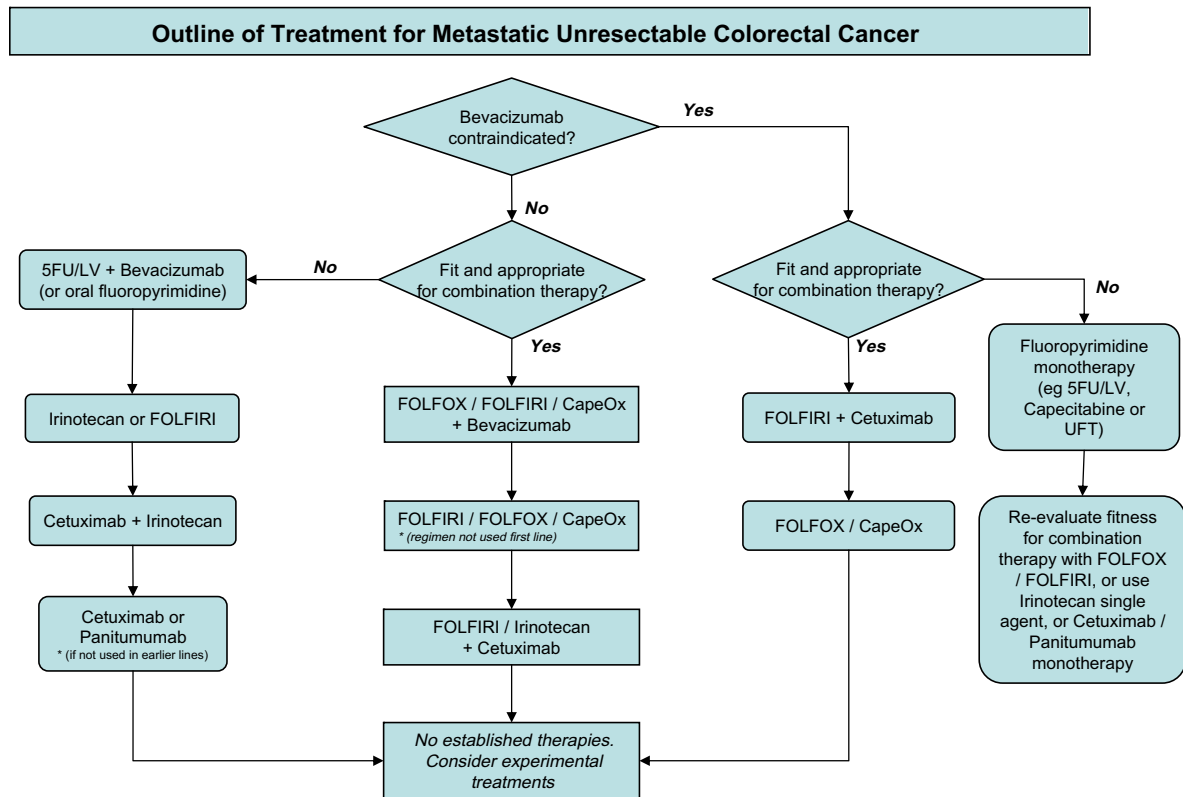 Outline of Treatment for Metastatic Unresectable Colorectal Cancer
Bevacizumab
contraindicated?
Yes
No
5FU/LV + Bevacizumab
(or oral fluoropyrimidine)
No
Fit and appropriate
for combination therapy?
Fit and appropriate
for combination therapy?
No
Yes
Yes
Irinotecan or FOLFIRI
FOLFOX / FOLFIRI / CapeOx
+ Bevacizumab
FOLFIRI + Cetuximab
Fluoropyrimidine
monotherapy
(eg 5FU/LV,
Capecitabine or
UFT)
Cetuximab + Irinotecan
FOLFIRI / FOLFOX / CapeOx
* (regimen not used first line)
FOLFOX / CapeOx
Re-evaluate fitness
for combination
therapy with FOLFOX
/ FOLFIRI, or use
Irinotecan single
agent, or Cetuximab /
Panitumumab
monotherapy
Cetuximab or
Panitumumab
* (if not used in earlier lines)
FOLFIRI / Irinotecan
+ Cetuximab
No established therapies.
Consider experimental
treatments